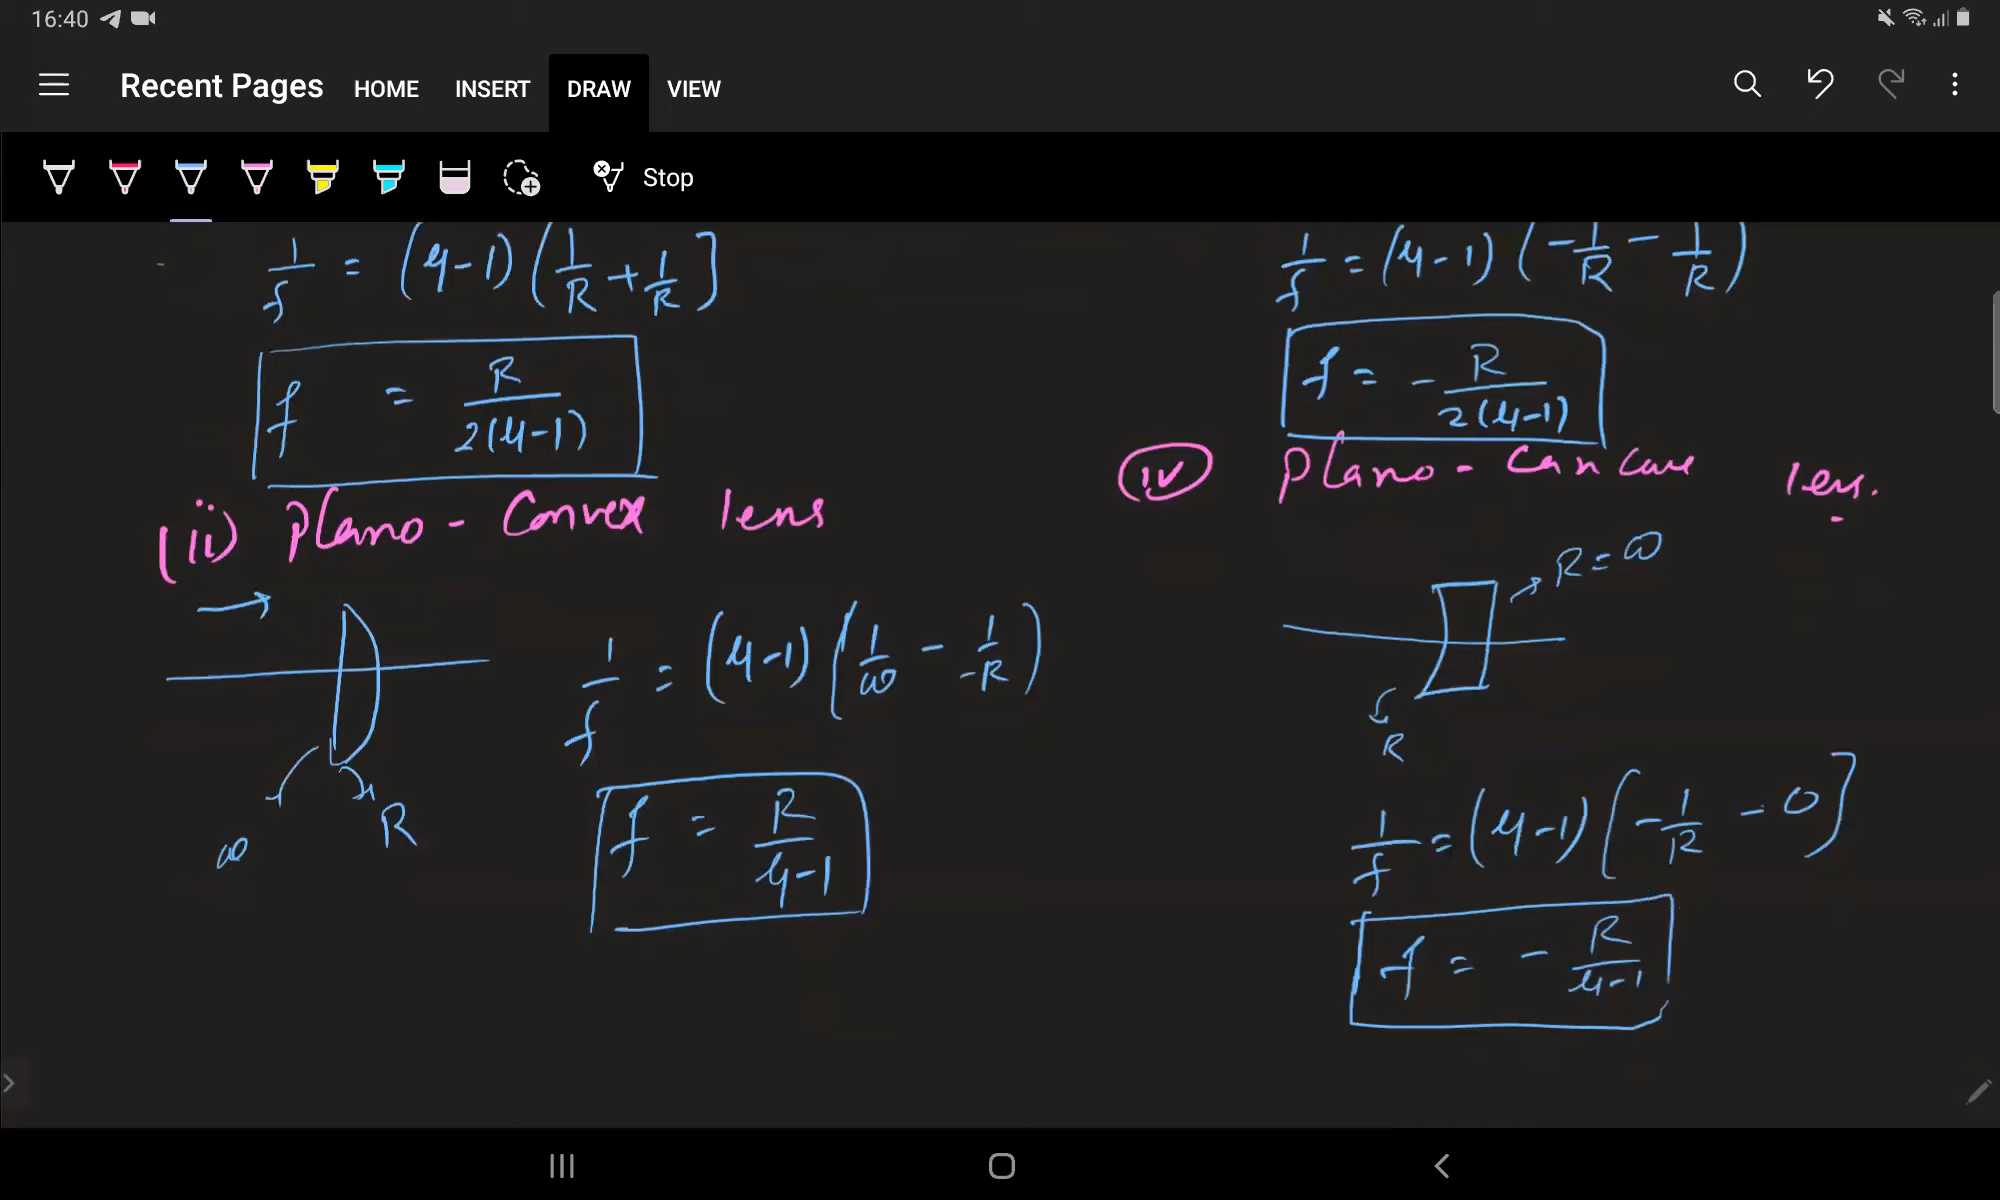 16:40
Recent Pages HOME INSERT DRAW VIEW
Stop
1/f = (μ-1) (1/R + 1/R]
f = R/2(μ-1)
(ii) Plano - Convex lens
1/f = (μ-1) (1/∞ - 1/-R)
∞
R
f = R/μ-1
1/f = (μ-1) (-1/R - 1/R)
f = - R/2(μ-1)
(iv) Plano - Concave lens.
R = ∞
R
1/f = (μ-1) [-1/R - 0]
f = - R/μ-1